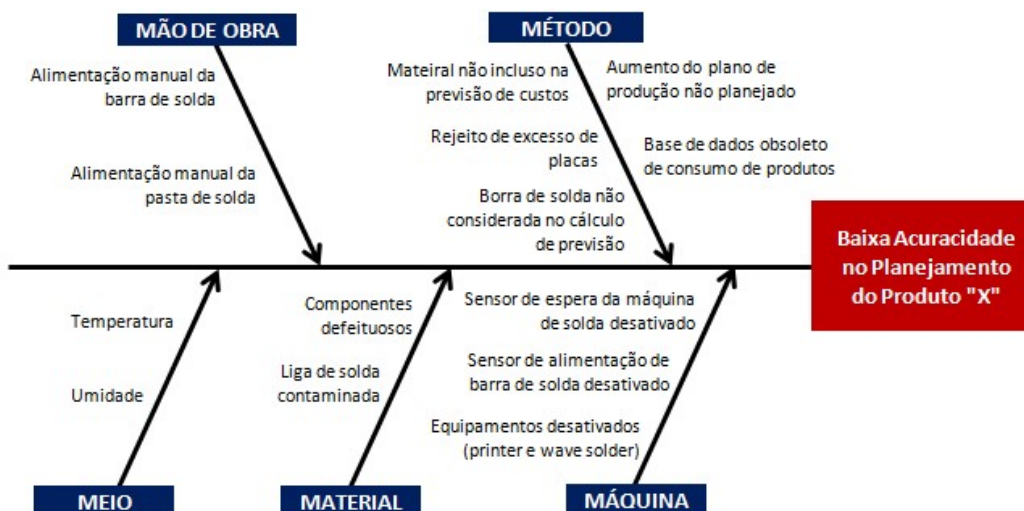 MÃO DE OBRA
Alimentação manual da
barra de solda
Alimentação manual da
pasta de solda
MÉTODO
Mateiral não incluso na
previsão de custos
Rejeito de excesso de
placas
Borra de solda não
considerada no cálculo
de previsão
Aumento do plano de
produção não planejado
Base de dados obsoleto
de consumo de produtos
Baixa Acuracidade
no Planejamento
do Produto "X"
Temperatura
Umidade
MEIO
Componentes
defeituosos
Liga de solda
contaminada
MATERIAL
Sensor de espera da máquina
de solda desativado
Sensor de alimentação de
barra de solda desativado
Equipamentos desativados
(printer e wave solder)
MÁQUINA